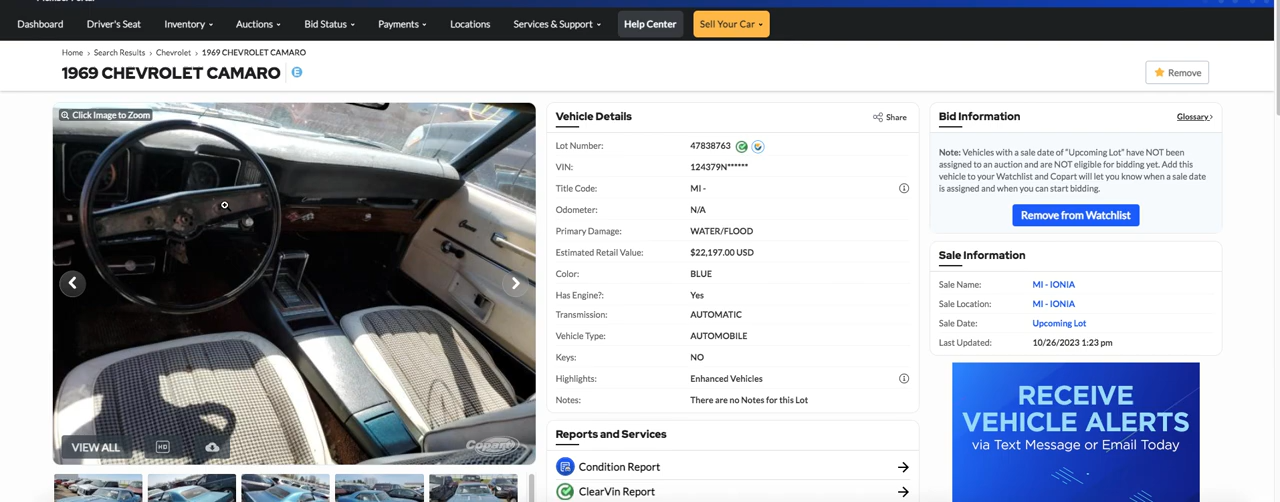 Dashboard Driver's Seat Inventory Auctions Bid Status Payments Locations Services & Support Help Center Sell Your Car
Home > Search Results > Chevrolet > 1969 CHEVROLET CAMARO
1969 CHEVROLET CAMARO E
Remove
Click Image to Zoom
VIEW ALL HD
Copart
Vehicle Details Share
Lot Number: 47838763
VIN: 124379N******
Title Code: MI -
Odometer: N/A
Primary Damage: WATER/FLOOD
Estimated Retail Value: $22,197.00 USD
Color: BLUE
Has Engine?: Yes
Transmission: AUTOMATIC
Vehicle Type: AUTOMOBILE
Keys: NO
Highlights: Enhanced Vehicles
Notes: There are no Notes for this Lot
Reports and Services
Condition Report
ClearVin Report
Bid Information Glossary >
Note: Vehicles with a sale date of "Upcoming Lot" have NOT been
assigned to an auction and are NOT eligible for bidding yet. Add this
vehicle to your Watchlist and Copart will let you know when a sale date
is assigned and when you can start bidding.
Remove from Watchlist
Sale Information
Sale Name: MI - IONIA
Sale Location: MI - IONIA
Sale Date: Upcoming Lot
Last Updated: 10/26/2023 1:23 pm
RECEIVE
VEHICLE ALERTS
via Text Message or Email Today